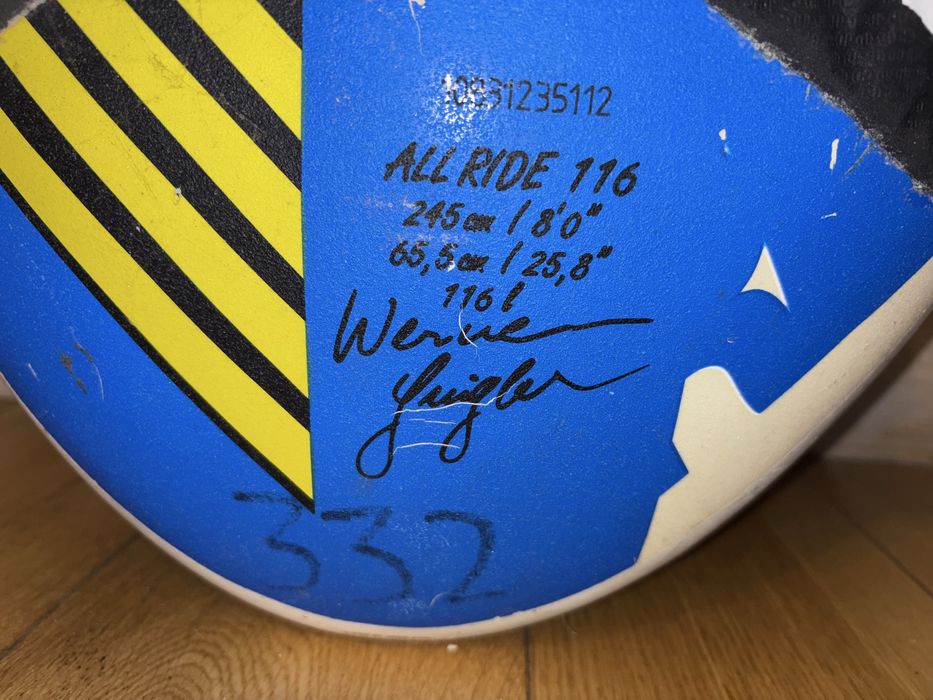 10831235112
ALL RIDE 116
245 cm / 8'0"
65,5 cm / 25,8"
116 l
Werner
Gnigler
332